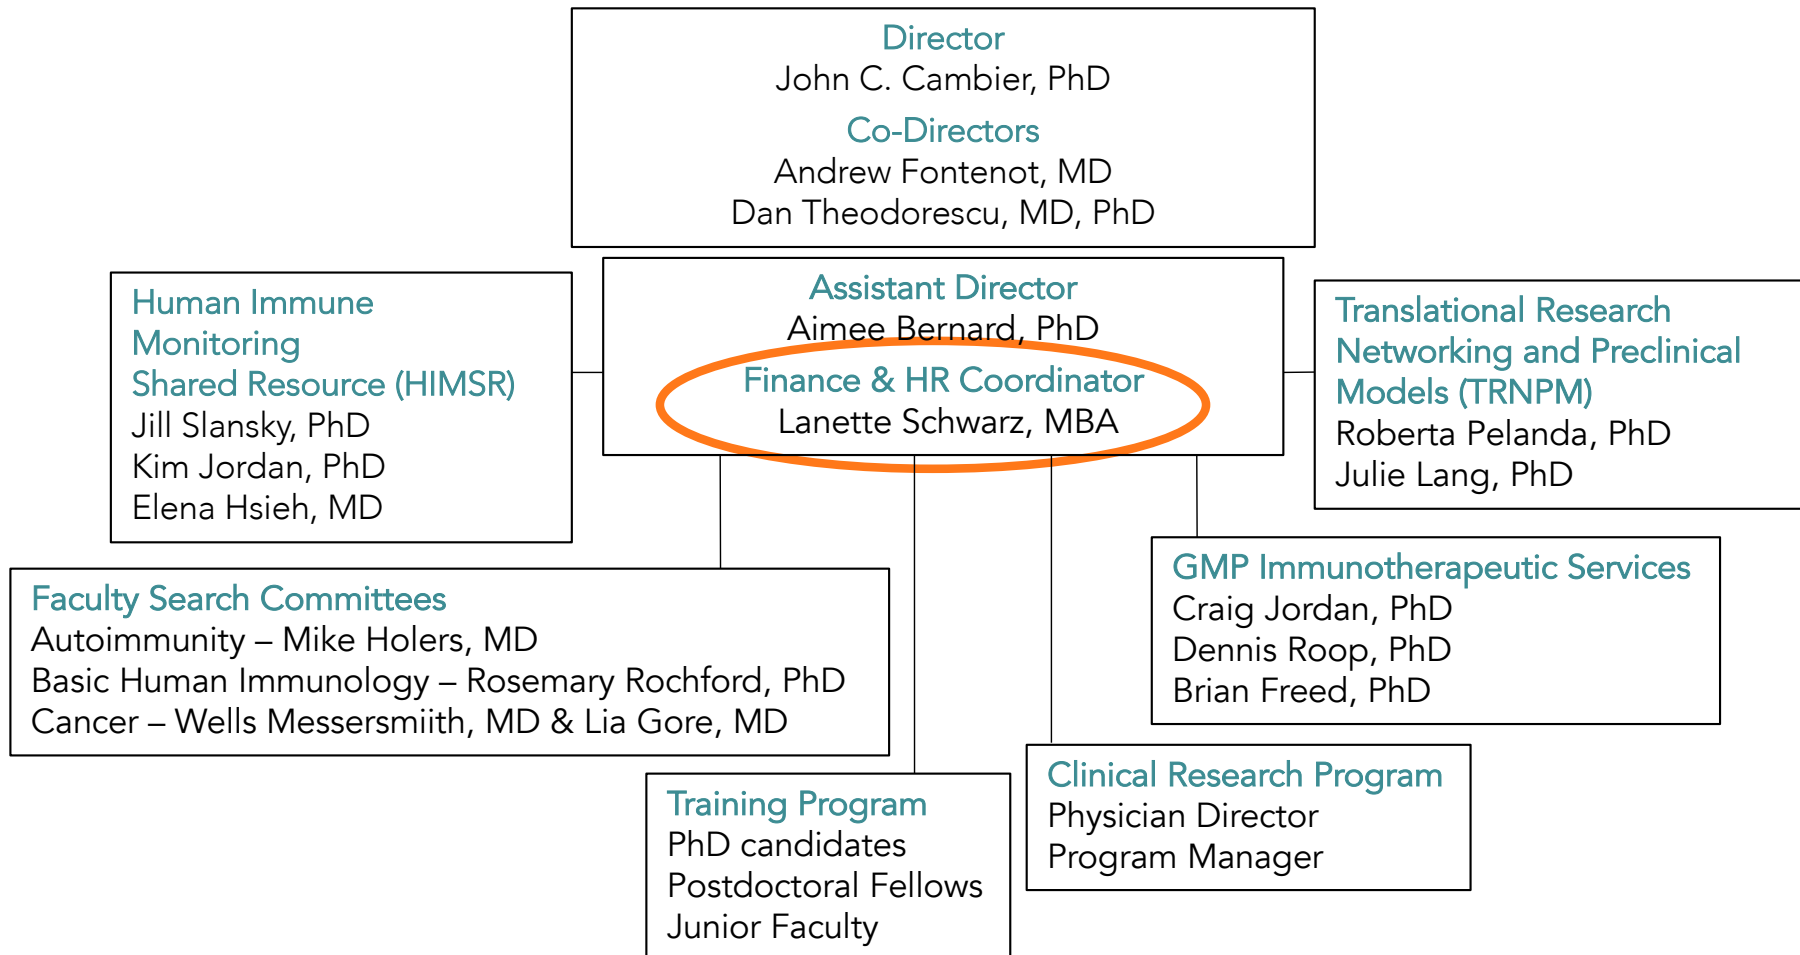 Director
John C. Cambier, PhD
Co-Directors
Andrew Fontenot, MD
Dan Theodorescu, MD, PhD
Assistant Director
Aimee Bernard, PhD
Finance & HR Coordinator
Lanette Schwarz, MBA
Human Immune
Monitoring
Shared Resource (HIMSR)
Jill Slansky, PhD
Kim Jordan, PhD
Elena Hsieh, MD
Translational Research
Networking and Preclinical
Models (TRNPM)
Roberta Pelanda, PhD
Julie Lang, PhD
Faculty Search Committees
Autoimmunity – Mike Holers, MD
Basic Human Immunology – Rosemary Rochford, PhD
Cancer – Wells Messersmiith, MD & Lia Gore, MD
GMP Immunotherapeutic Services
Craig Jordan, PhD
Dennis Roop, PhD
Brian Freed, PhD
Training Program
PhD candidates
Postdoctoral Fellows
Junior Faculty
Clinical Research Program
Physician Director
Program Manager